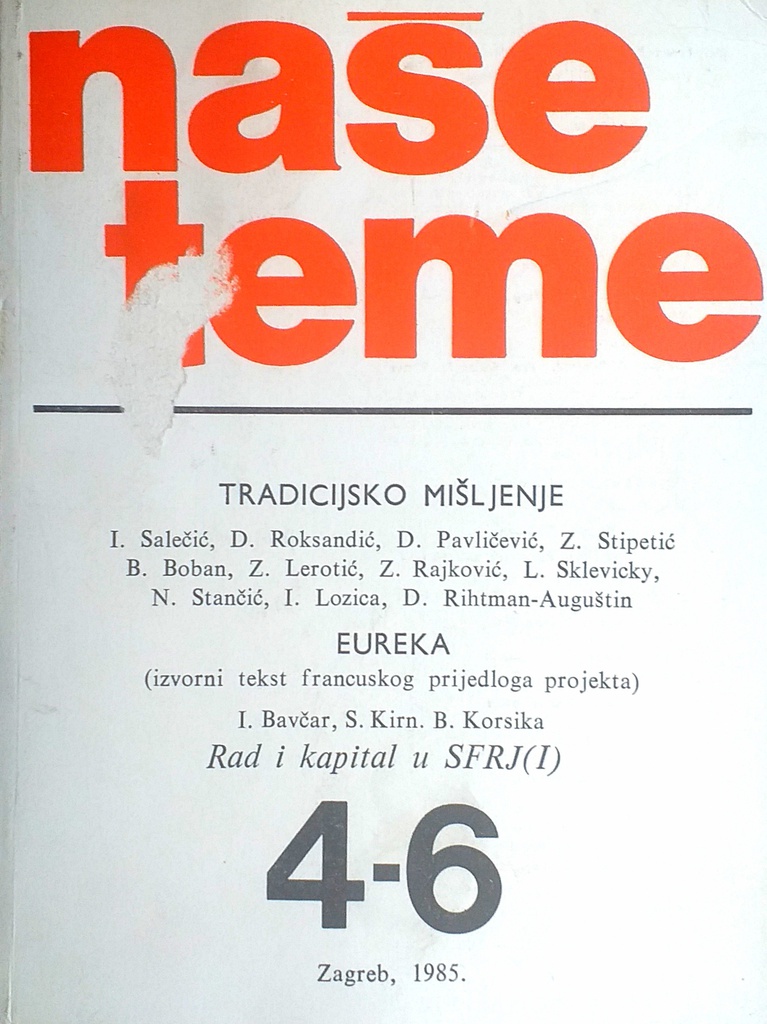 naše
teme
TRADICIJSKO MIŠLJENJE
I. Salečić, D. Roksandić, D. Pavličević, Z. Stipetić
B. Boban, Z. Lerotić, Z. Rajković, L. Sklevicky,
N. Stančić, I. Lozica, D. Rihtman-Auguštin
EUREKA
(izvorni tekst francuskog prijedloga projekta)
I. Bavčar, S. Kirn. B. Korsika
Rad i kapital u SFRJ(I)
4-6
Zagreb, 1985.